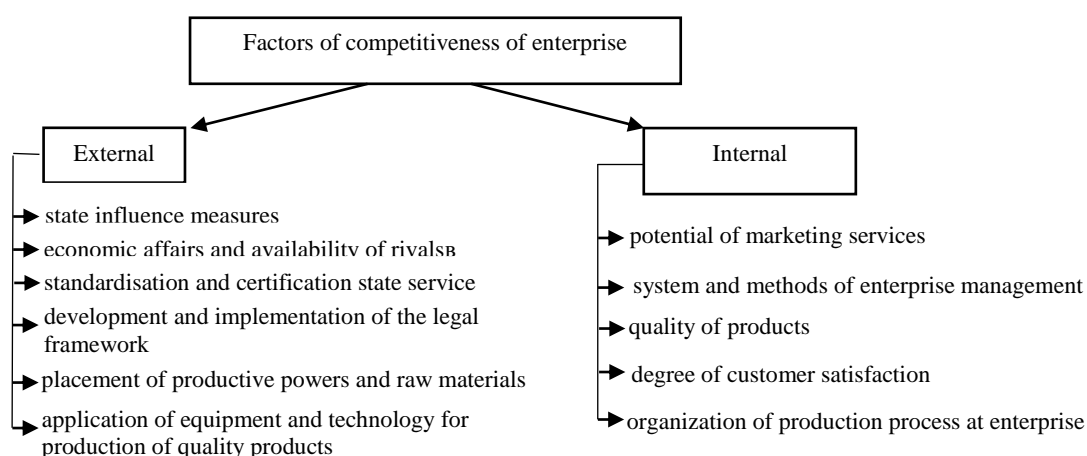 Factors of competitiveness of enterprise
External
state influence measures
economic affairs and availability of rivalsв
standardisation and certification state service
development and implementation of the legal
framework
placement of productive powers and raw materials
application of equipment and technology for
production of quality products
Internal
potential of marketing services
system and methods of enterprise management
quality of products
degree of customer satisfaction
organization of production process at enterprise